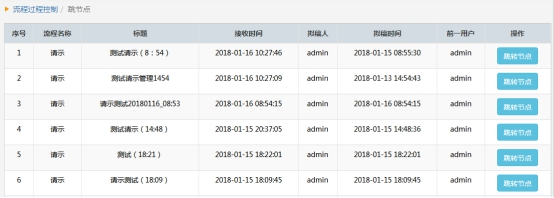 流程过程控制 / 跳节点
序号 流程名称 标题 接收时间 拟稿人 拟稿时间 前一用户 操作
1 请示 测试请示（8：54） 2018-01-16 10:27:46 admin 2018-01-15 08:55:30 admin 跳转节点
2 请示 测试请示管理1454 2018-01-16 10:27:09 admin 2018-01-13 14:54:43 admin 跳转节点
3 请示 请示测试20180116_08:53 2018-01-16 08:54:15 admin 2018-01-16 08:54:15 admin 跳转节点
4 请示 测试请示（14:48） 2018-01-15 20:37:05 admin 2018-01-15 14:48:36 admin 跳转节点
5 请示 测试（18:21） 2018-01-15 18:22:01 admin 2018-01-15 18:22:01 admin 跳转节点
6 请示 请示测试（18:09） 2018-01-15 18:09:45 admin 2018-01-15 18:09:45 admin 跳转节点